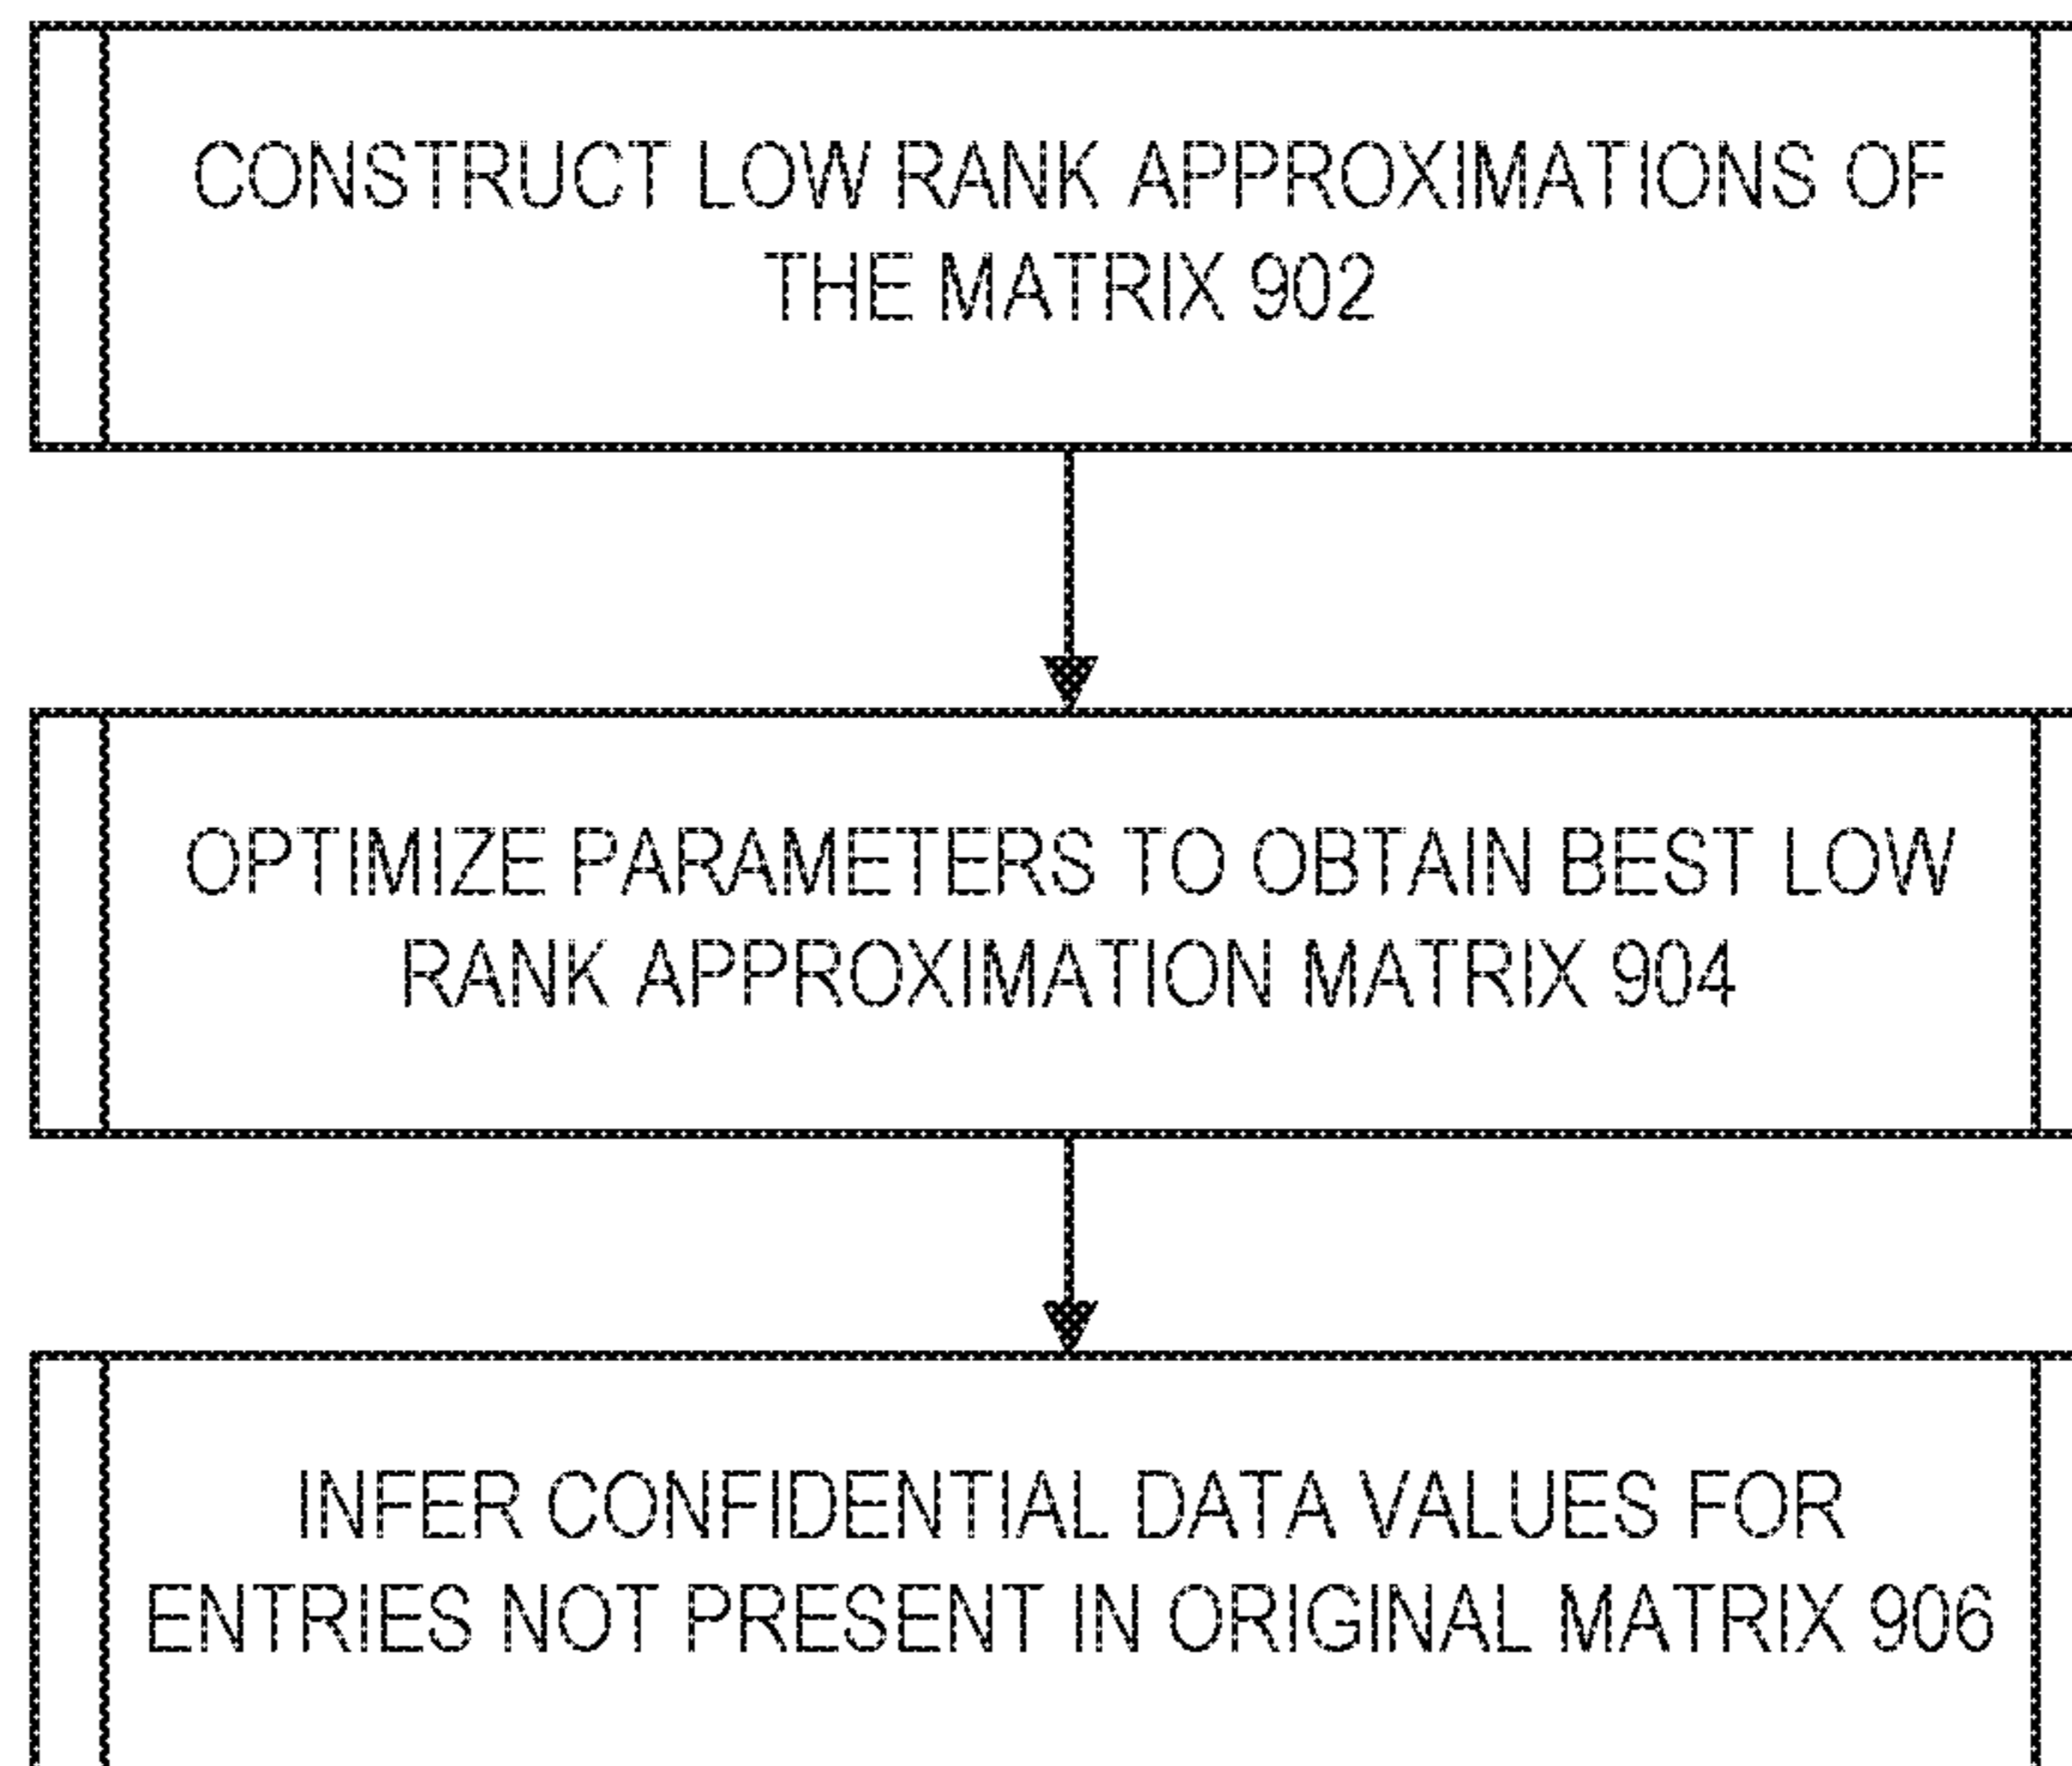 CONSTRUCT LOW RANK APPROXIMATIONS OF
THE MATRIX 902
OPTIMIZE PARAMETERS TO OBTAIN BEST LOW
RANK APPROXIMATION MATRIX 904
INFER CONFIDENTIAL DATA VALUES FOR
ENTRIES NOT PRESENT IN ORIGINAL MATRIX 906